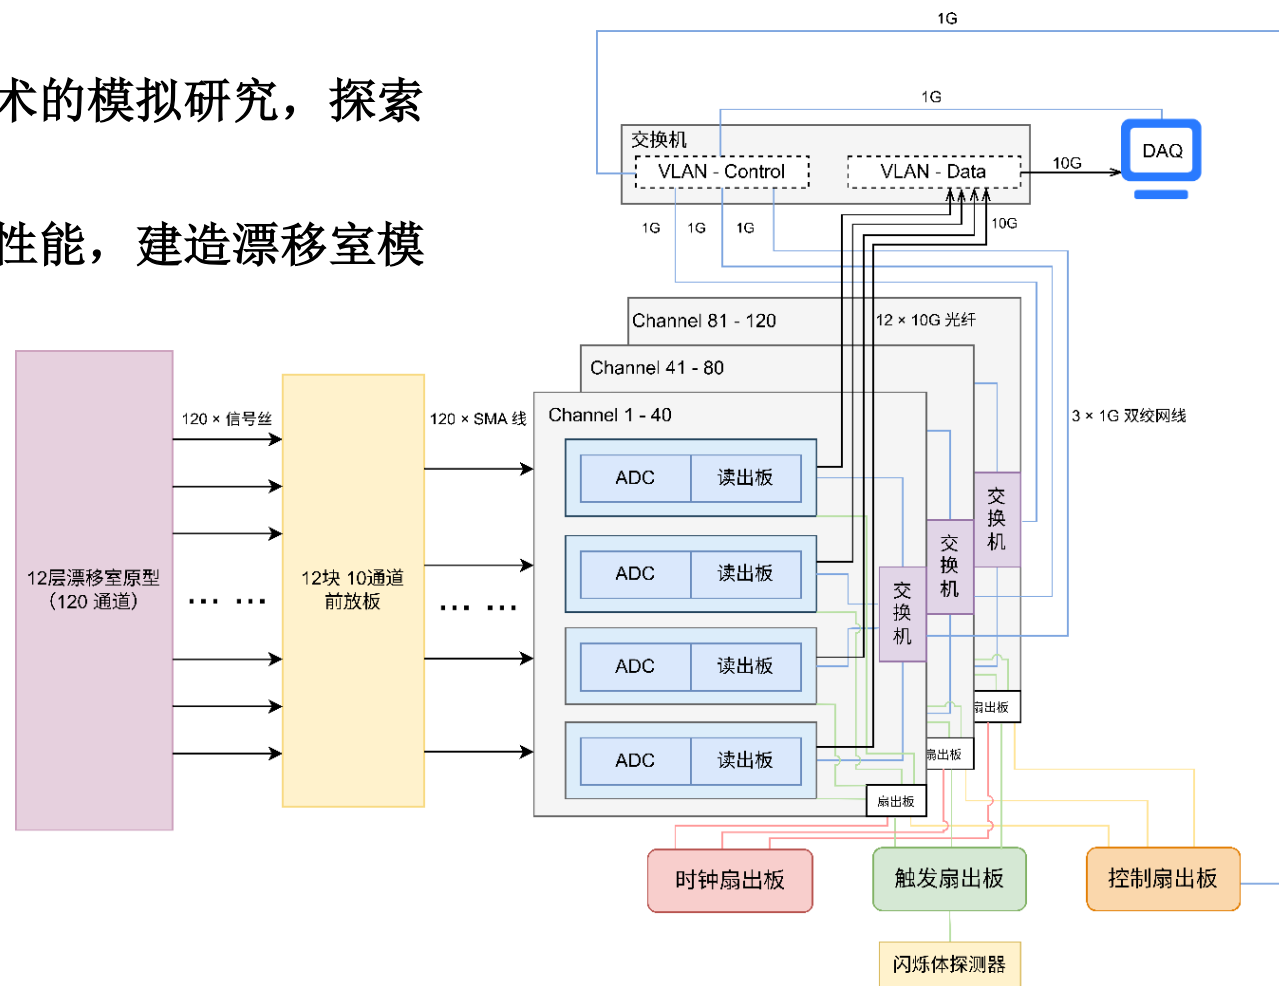 术的模拟研究，探索
性能，建造漂移室模
1G
1G
交换机
VLAN - Control
VLAN - Data
10G
DAQ
1G
1G
1G
10G
Channel 81 - 120
12 × 10G 光纤
Channel 41 - 80
Channel 1 - 40
3 × 1G 双绞网线
120 × 信号丝
120 × SMA 线
12层漂移室原型
（120 通道）
... ...
12块 10通道
前放板
... ...
ADC
读出板
ADC
读出板
ADC
读出板
ADC
读出板
交换机
交换机
交换机
扇出板
扇出板
扇出板
时钟扇出板
触发扇出板
控制扇出板
闪烁体探测器